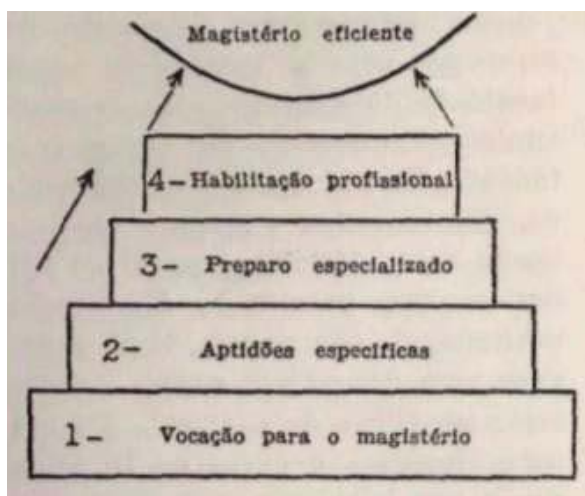 Magistério eficiente
4- Habilitação profissional
3- Preparo especializado
2- Aptidões específicas
1- Vocação para o magistério